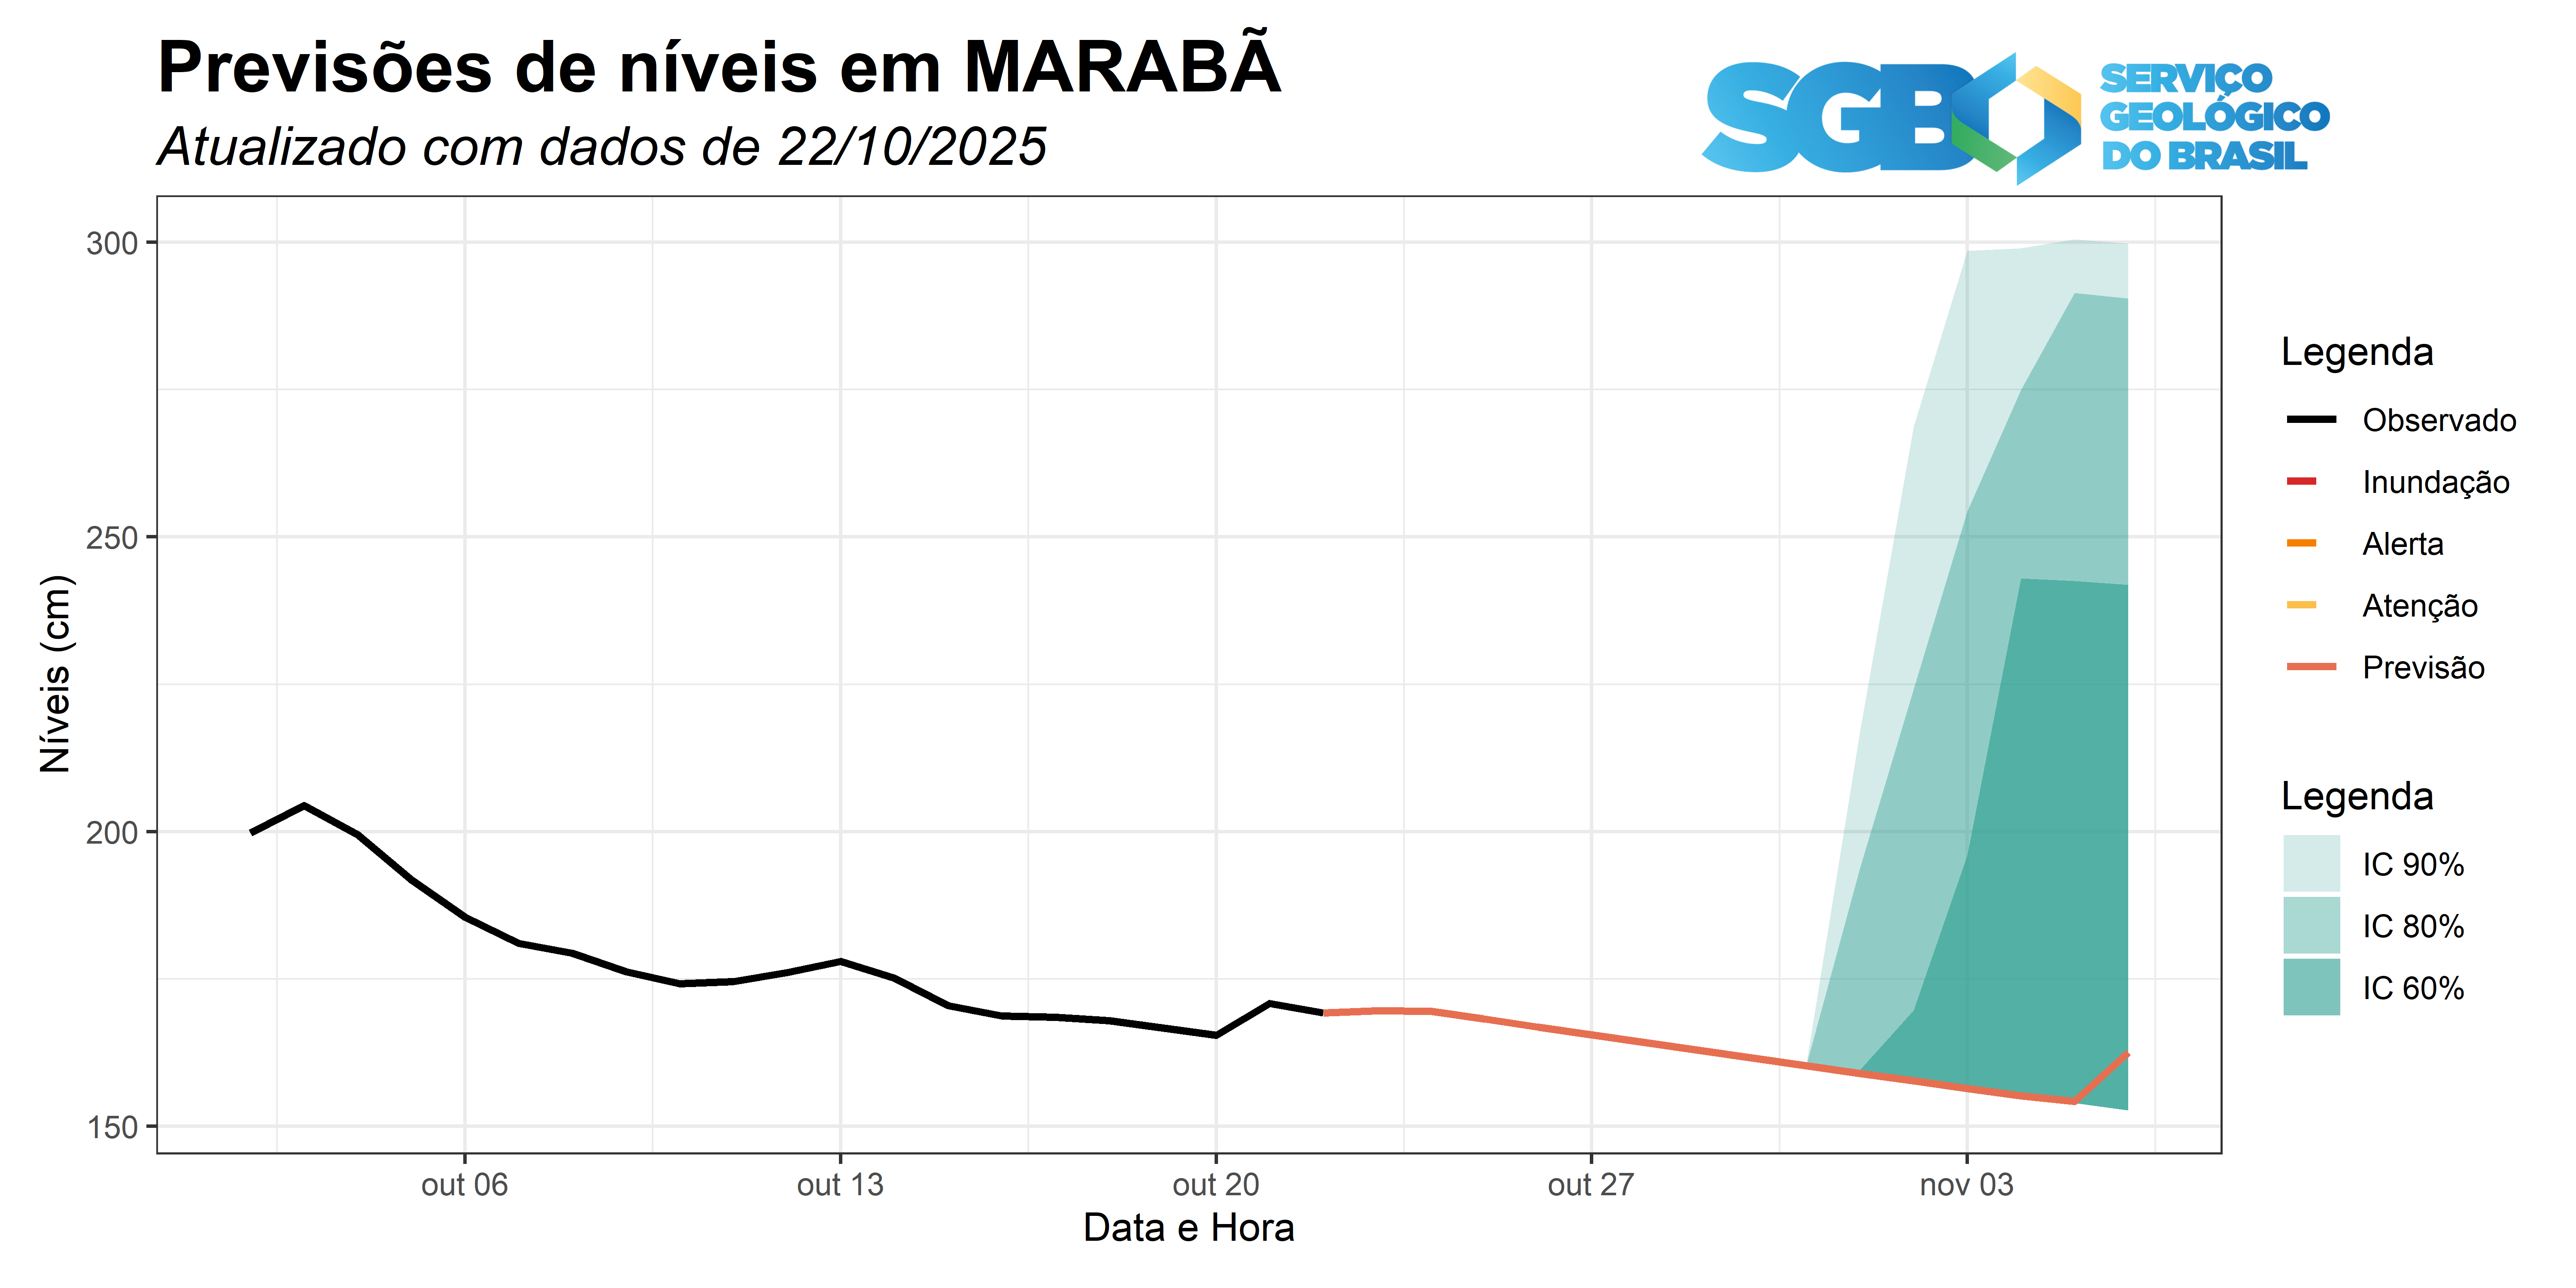 Previsões de níveis em MARABÃ
Atualizado com dados de 22/10/2025
SGB
SERVIÇO
GEOLÓGICO
DO BRASIL
Níveis (cm)
300
250
200
150
out 06
out 13
out 20
out 27
nov 03
Data e Hora
Legenda
Observado
Inundação
Alerta
Atenção
Previsão
Legenda
IC 90%
IC 80%
IC 60%